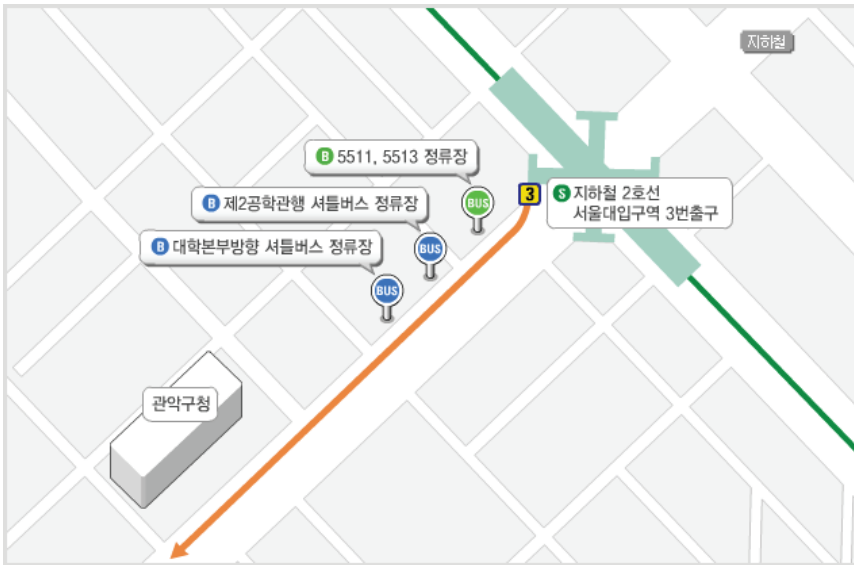 지하철
B 5511, 5513 정류장
BUS
3
S 지하철 2호선
서울대입구역 3번출구
B 제2공학관행 셔틀버스 정류장
BUS
B 대학본부방향 셔틀버스 정류장
BUS
관악구청